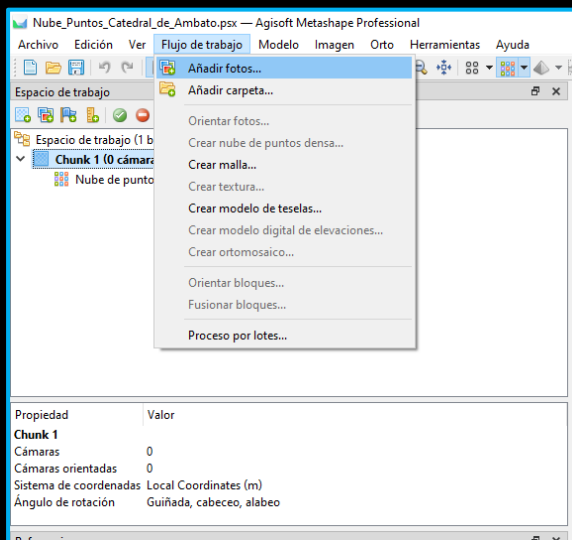 Nube_Puntos_Catedral_de_Ambato.psx — Agisoft Metashape Professional
Archivo Edición Ver Flujo de trabajo Modelo Imagen Orto Herramientas Ayuda
Añadir fotos...
Espacio de trabajo
Añadir carpeta...
Orientar fotos...
Espacio de trabajo (1 b
Crear nube de puntos densa...
Chunk 1 (0 cámara
Crear malla...
Nube de punto
Crear textura...
Crear modelo de teselas...
Crear modelo digital de elevaciones...
Crear ortomosaico...
Orientar bloques...
Fusionar bloques...
Proceso por lotes...
Propiedad Valor
Chunk 1
Cámaras 0
Cámaras orientadas 0
Sistema de coordenadas Local Coordinates (m)
Ángulo de rotación Guiñada, cabeceo, alabeo